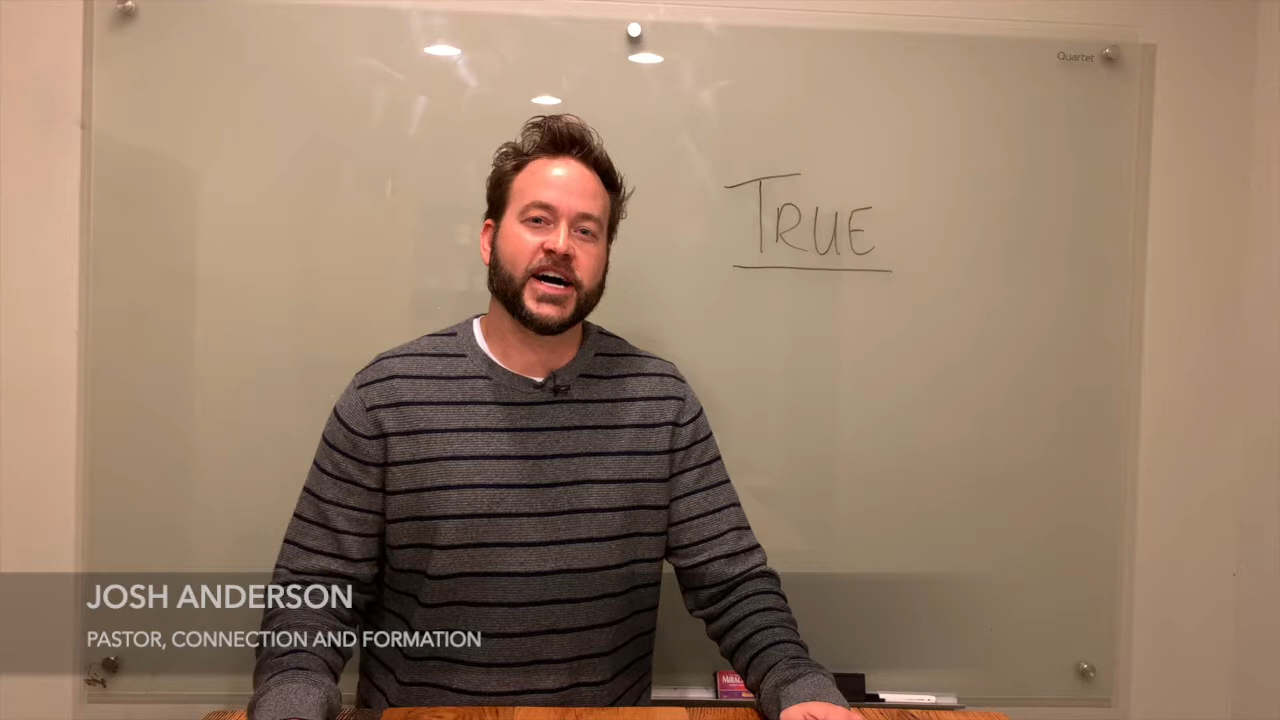 Quartet
TRUE
JOSH ANDERSON
PASTOR, CONNECTION AND FORMATION